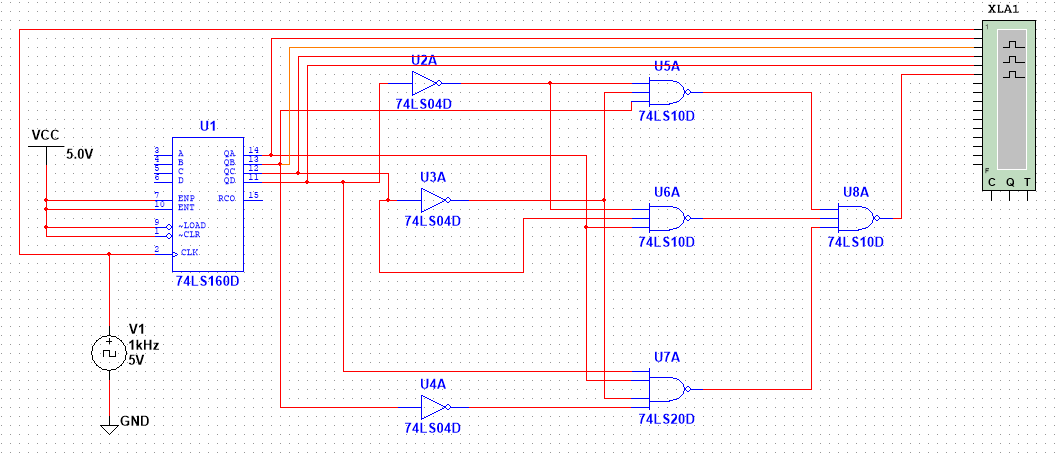 XLA1
1
F
C Q T
U2A
74LS04D
U5A
74LS10D
VCC
5.0V
U1
3 A QA 14
4 B QB 13
5 C QC 12
6 D QD 11
7 ENP RCO 15
10 ENT
9 ~LOAD
1 ~CLR
2 CLK
74LS160D
U3A
74LS04D
U6A
74LS10D
U8A
74LS10D
V1
1kHz
5V
GND
U7A
74LS20D
U4A
74LS04D